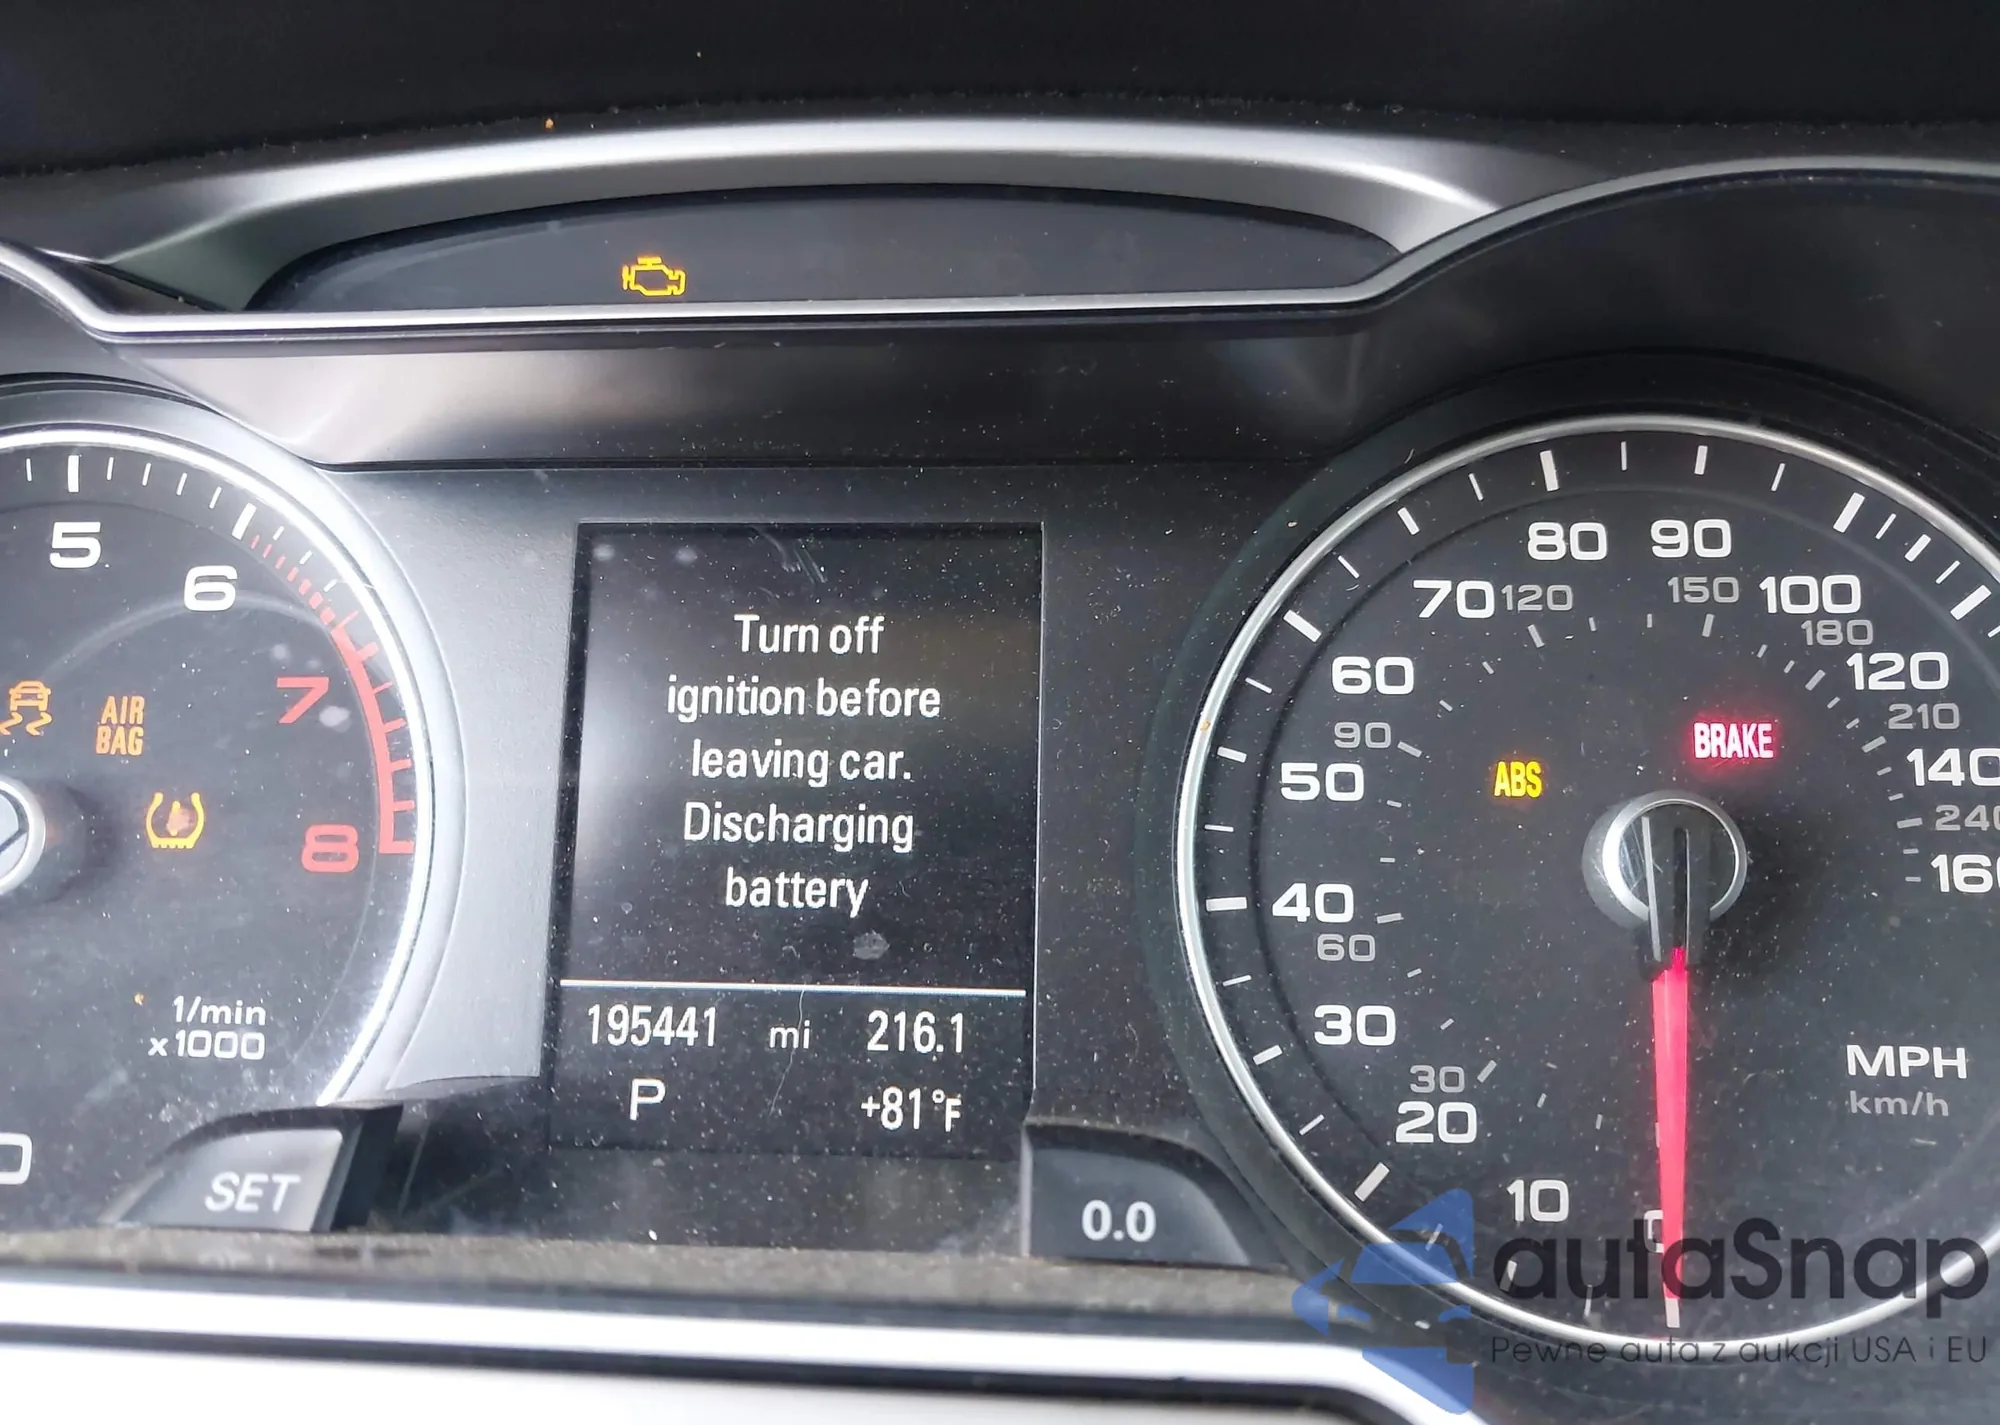 5
6
7
8
AIR
BAG
1/min
x1000
SET
Turn off
ignition before
leaving car.
Discharging
battery
195441 mi 216.1
P +81°F
0.0
80 90
70 120 150 100
180
60 120
90 210
50 140
240
40 160
60
30
30
20
10
ABS
BRAKE
MPH
km/h
autaSnap
Pewne auta z aukcji USA i EU